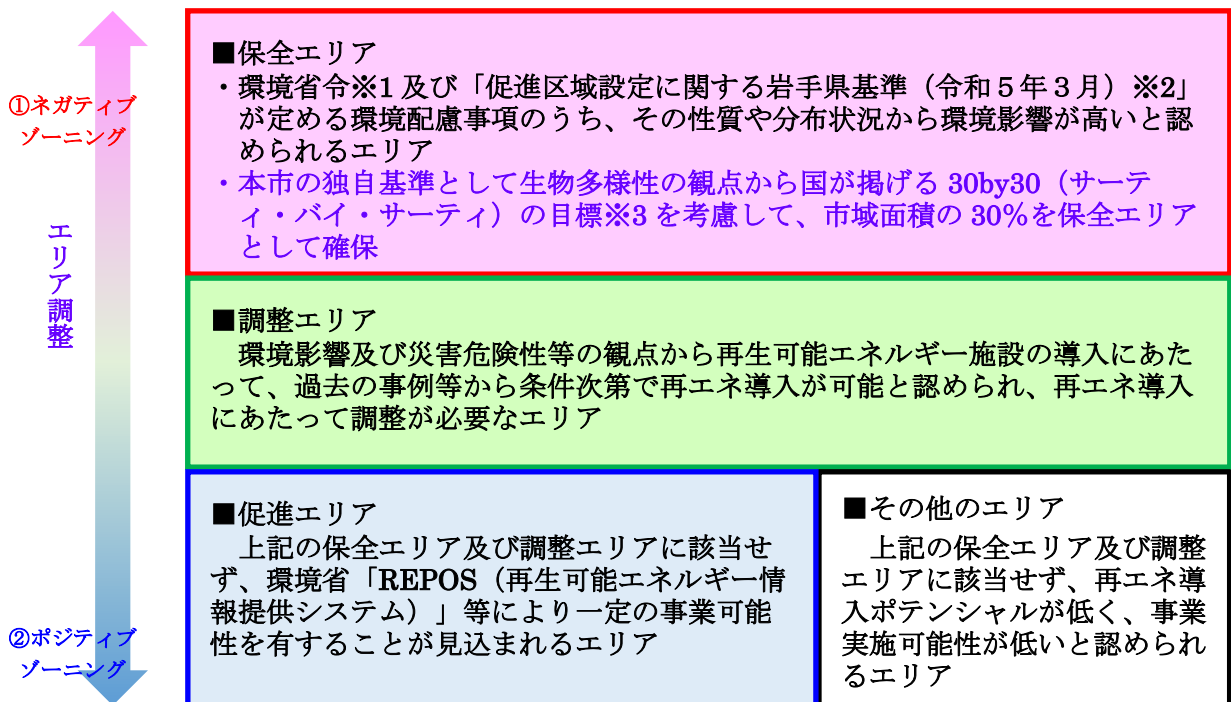 ①ネガティブ
ゾーニング
エリア調整
②ポジティブ
ゾーニング
■保全エリア
・環境省令※1 及び「促進区域設定に関する岩手県基準（令和５年３月）※2」
が定める環境配慮事項のうち、その性質や分布状況から環境影響が高いと認
められるエリア
・本市の独自基準として生物多様性の観点から国が掲げる 30by30（サーテ
ィ・バイ・サーティ）の目標※3 を考慮して、市域面積の 30％を保全エリア
として確保
■調整エリア
環境影響及び災害危険性等の観点から再生可能エネルギー施設の導入にあた
って、過去の事例等から条件次第で再エネ導入が可能と認められ、再エネ導入
にあたって調整が必要なエリア
■促進エリア
上記の保全エリア及び調整エリアに該当せ
ず、環境省「REPOS（再生可能エネルギー情
報提供システム）」等により一定の事業可能
性を有することが見込まれるエリア
■その他のエリア
上記の保全エリア及び調整
エリアに該当せず、再エネ導
入ポテンシャルが低く、事業
実施可能性が低いと認められ
るエリア